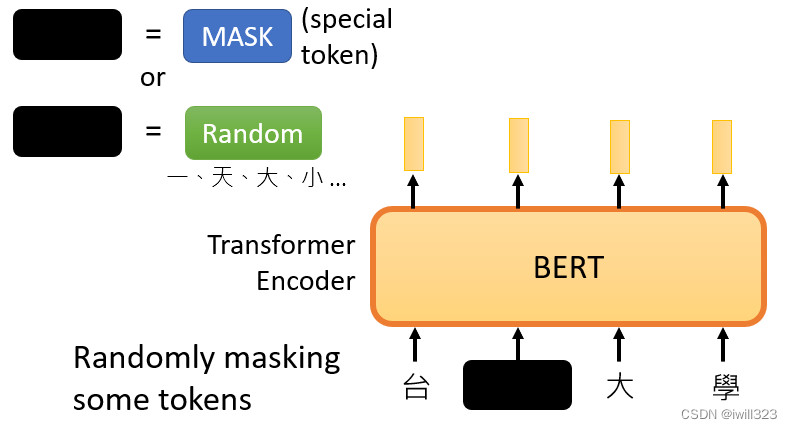 = MASK (special token)
or
= Random
一、天、大、小 ...
Transformer
Encoder
BERT
Randomly masking
some tokens
台 大 學
CSDN @iwill323